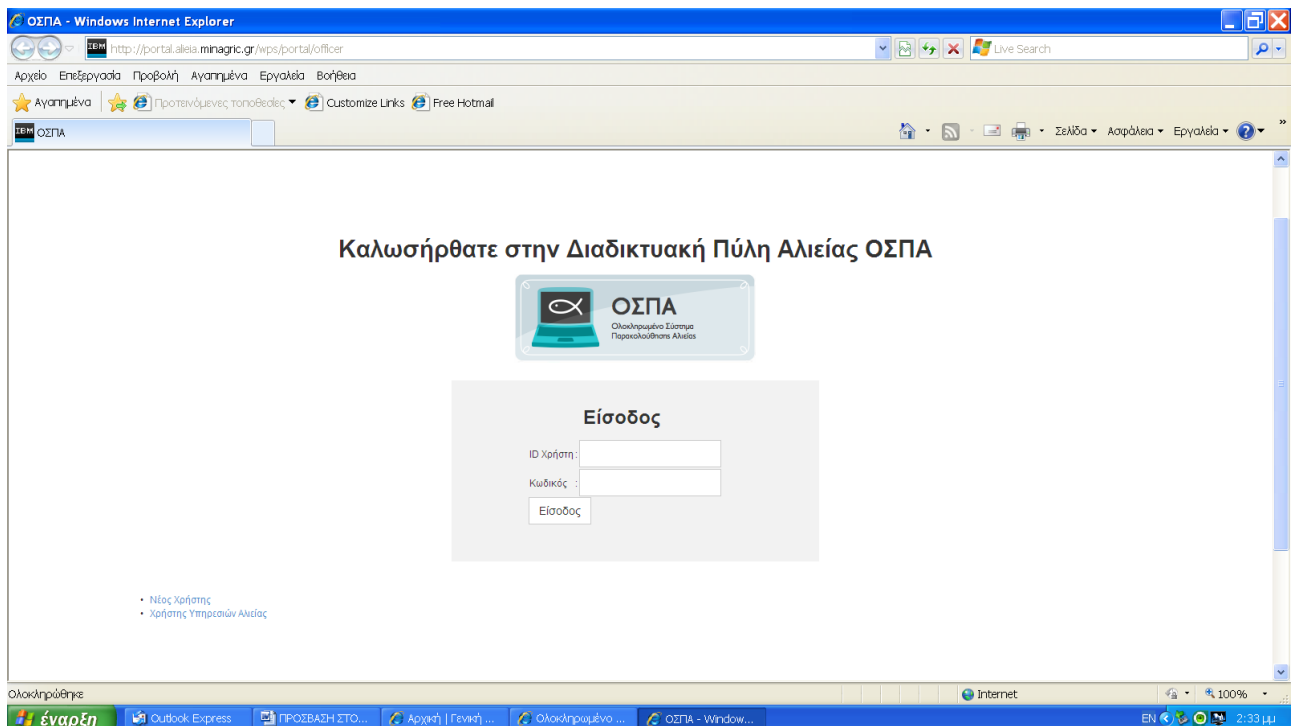 ΟΣΠΑ - Windows Internet Explorer
IBM http://portal.alieia.minagric.gr/wps/portal/officer Live Search
Αρχείο Επεξεργασία Προβολή Αγαπημένα Εργαλεία Βοήθεια
Αγαπημένα Προτεινόμενες τοποθεσίες Customize Links Free Hotmail
IBM ΟΣΠΑ Σελίδα Ασφάλεια Εργαλεία »
Καλωσήρθατε στην Διαδικτυακή Πύλη Αλιείας ΟΣΠΑ
ΟΣΠΑ
Ολοκληρωμένο Σύστημα
Παρακολούθησης Αλιείας
Είσοδος
ID Χρήστη :
Κωδικός :
Είσοδος
• Νέος Χρήστης
• Χρήστης Υπηρεσιών Αλιείας
Ολοκληρώθηκε Internet 100%
έναρξη Outlook Express ΠΡΟΣΒΑΣΗ ΣΤΟ... Αρχική | Γενική ... Ολοκληρωμένο ... ΟΣΠΑ - Window... EN 2:33 μμ